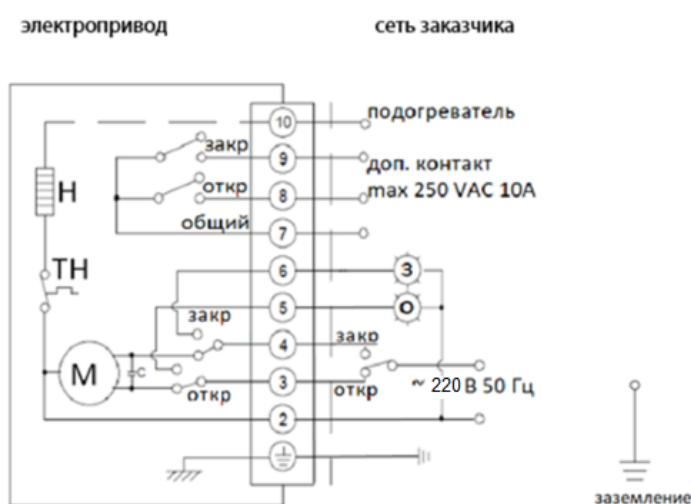 электропривод сеть заказчика
10 подогреватель
закр 9 доп. контакт
H откр 8 max 250 VAC 10A
общий 7
TH 6 З
5 О
закр 4 закр
M C откр 3 откр ~ 220 В 50 Гц
2
заземление